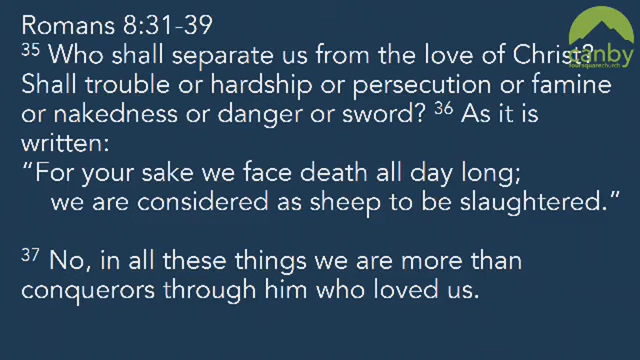 Romans 8:31-39
canby
foursquare church
³⁵ Who shall separate us from the love of Christ?
Shall trouble or hardship or persecution or famine
or nakedness or danger or sword? ³⁶ As it is
written:
“For your sake we face death all day long;
we are considered as sheep to be slaughtered.”
³⁷ No, in all these things we are more than
conquerors through him who loved us.